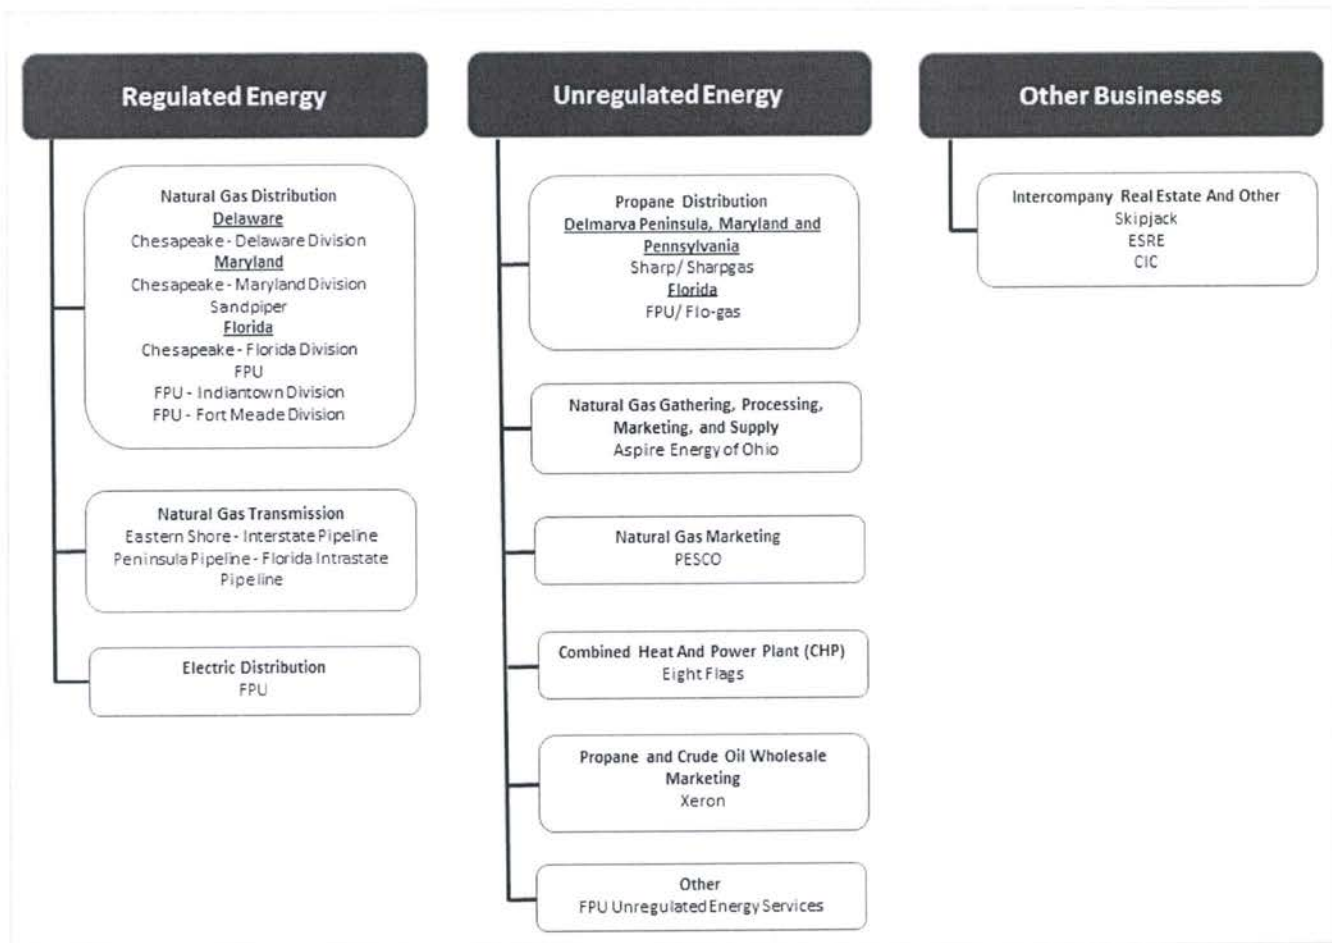 Regulated Energy
Natural Gas Distribution
Delaware
Chesapeake - Delaware Division
Maryland
Chesapeake - Maryland Division
Sandpiper
Florida
Chesapeake - Florida Division
FPU
FPU - Indiantown Division
FPU - Fort Meade Division
Natural Gas Transmission
Eastern Shore - Interstate Pipeline
Peninsula Pipeline - Florida Intrastate
Pipeline
Electric Distribution
FPU
Unregulated Energy
Propane Distribution
Delmarva Peninsula, Maryland and
Pennsylvania
Sharp/ Sharpgas
Florida
FPU/ Flo-gas
Natural Gas Gathering, Processing,
Marketing, and Supply
Aspire Energy of Ohio
Natural Gas Marketing
PESCO
Combined Heat And Power Plant (CHP)
Eight Flags
Propane and Crude Oil Wholesale
Marketing
Xeron
Other
FPU Unregulated Energy Services
Other Businesses
Intercompany Real Estate And Other
Skipjack
ESRE
CIC